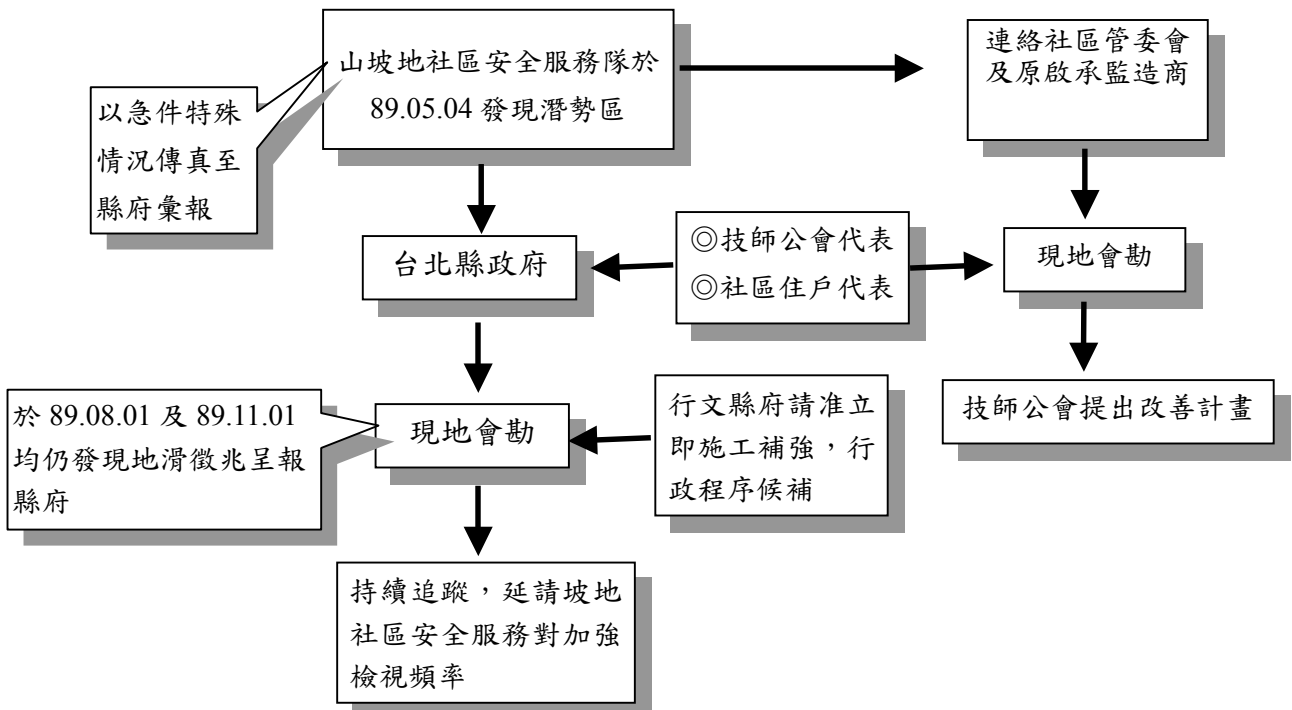 山坡地社區安全服務隊於
89.05.04 發現潛勢區
連絡社區管委會
及原啟承監造商
以急件特殊
情況傳真至
縣府彙報
台北縣政府
◎技師公會代表
◎社區住戶代表
現地會勘
於 89.08.01 及 89.11.01
均仍發現地滑徵兆呈報
縣府
現地會勘
行文縣府請准立
即施工補強，行
政程序候補
技師公會提出改善計畫
持續追蹤，延請坡地
社區安全服務對加強
檢視頻率